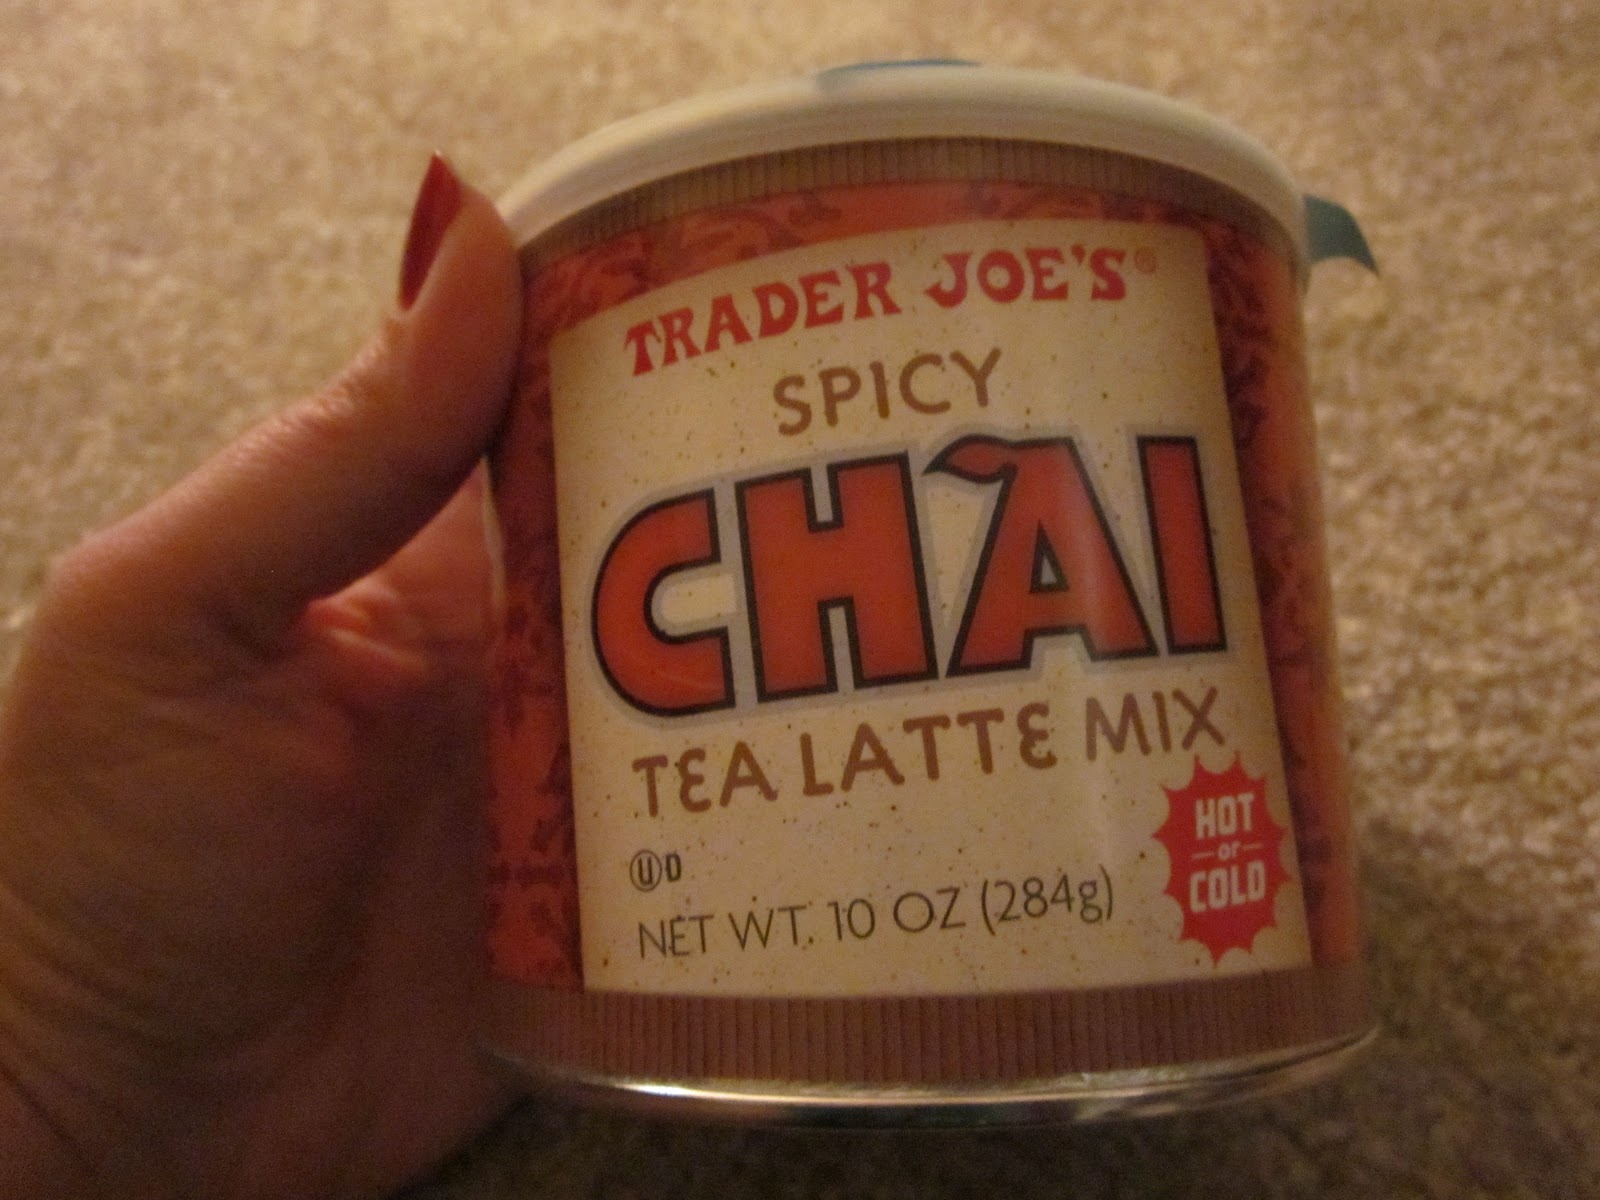 TRADER JOE'S®
SPICY
CHAI
TEA LATTE MIX
HOT
or
COLD
ⓊD
NET WT. 10 OZ (284g)